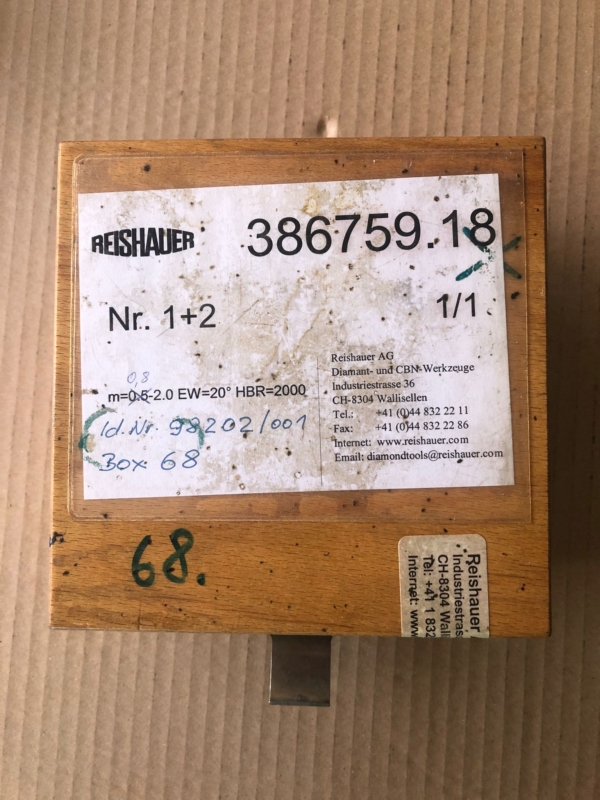 REISHAUER
386759.18
Nr. 1+2
1/1
0,8
m=0.5-2.0 EW=20° HBR=2000
Id.Nr. 98202/001
Box 68
Reishauer AG
Diamant- und CBN-Werkzeuge
Industriestrasse 36
CH-8304 Wallisellen
Tel.: +41 (0)44 832 22 11
Fax: +41 (0)44 832 22 86
Internet: www.reishauer.com
Email: diamondtools@reishauer.com
68.
Reishauer
Industriestras
CH-8304 Wall
Tel: +41 1 832
Internet: www